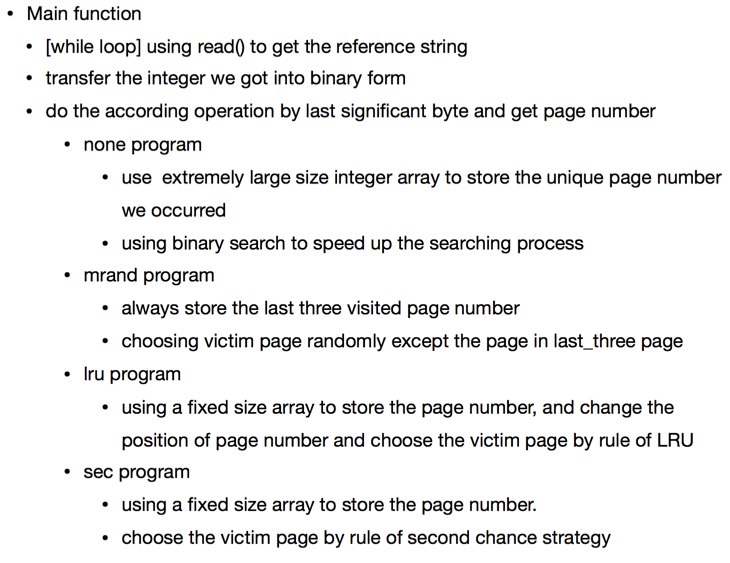 • Main function
• [while loop] using read() to get the reference string
• transfer the integer we got into binary form
• do the according operation by last significant byte and get page number
• none program
• use extremely large size integer array to store the unique page number
we occurred
• using binary search to speed up the searching process
• mrand program
• always store the last three visited page number
• choosing victim page randomly except the page in last_three page
• lru program
• using a fixed size array to store the page number, and change the
position of page number and choose the victim page by rule of LRU
• sec program
• using a fixed size array to store the page number.
• choose the victim page by rule of second chance strategy